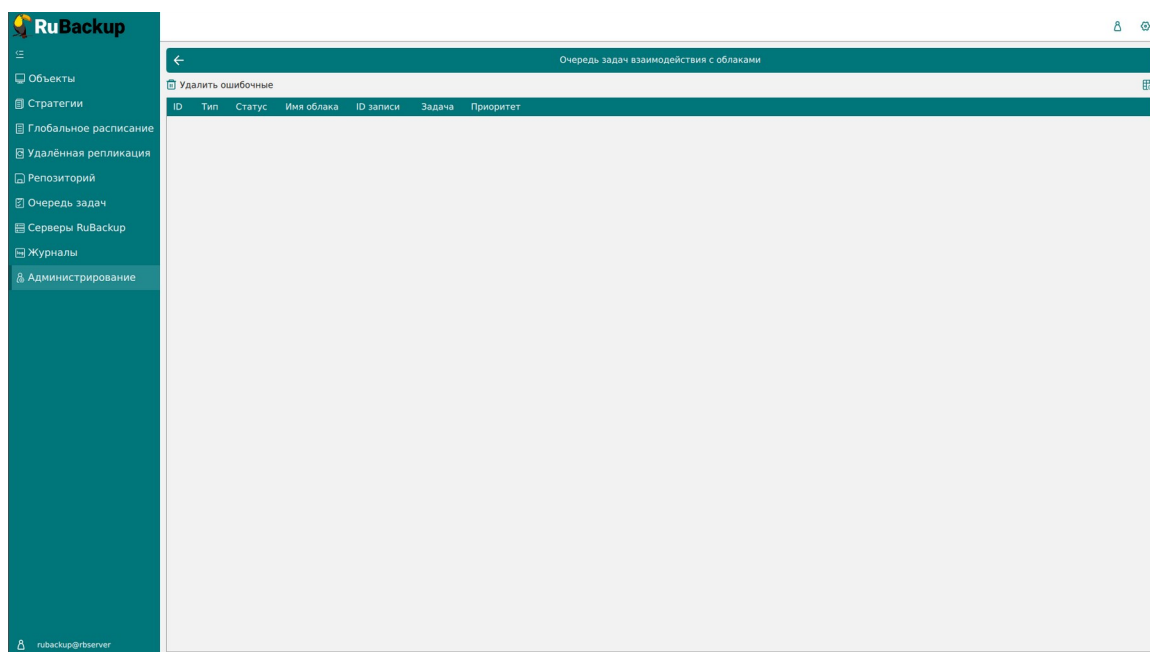 RuBackup
Очередь задач взаимодействия с облаками
Объекты
Стратегии
Глобальное расписание
Удалённая репликация
Репозиторий
Очередь задач
Серверы RuBackup
Журналы
Администрирование
Удалить ошибочные
ID Тип Статус Имя облака ID записи Задача Приоритет
rubackup@rbserver